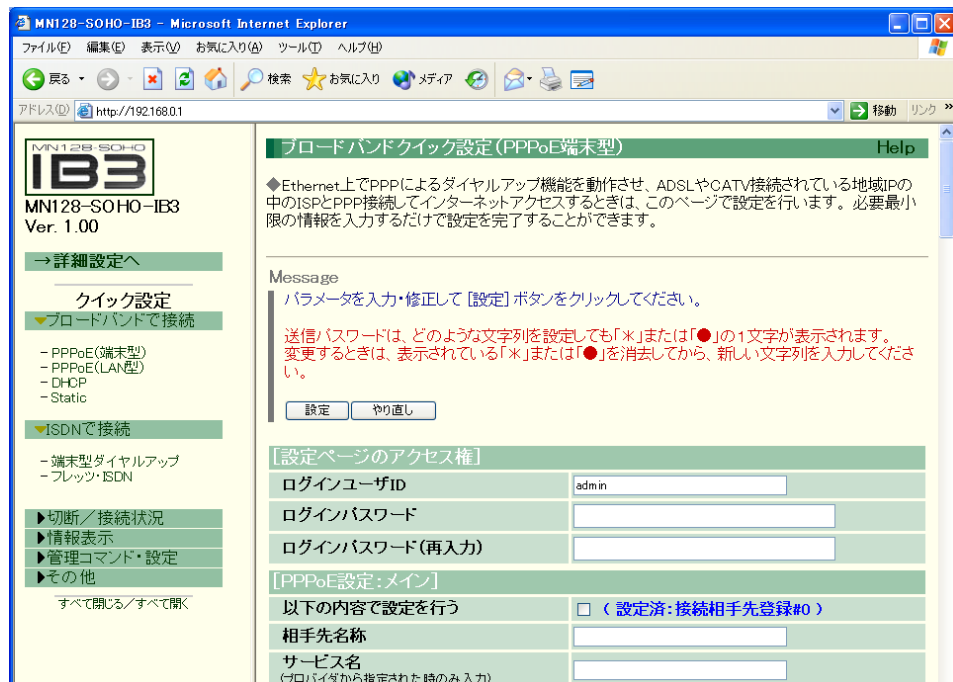 MN128-SOHO-IB3 - Microsoft Internet Explorer
ファイル(F) 編集(E) 表示(V) お気に入り(A) ツール(T) ヘルプ(H)
戻る 検索 お気に入り メディア
アドレス(D) http://192.168.0.1 移動 リンク »
MN128-SOHO
IB3
MN128-SOHO-IB3
Ver. 1.00
→詳細設定へ
クイック設定
ブロードバンドで接続
- PPPoE(端末型)
- PPPoE(LAN型)
- DHCP
- Static
ISDNで接続
- 端末型ダイヤルアップ
- フレッツ・ISDN
▶切断/接続状況
▶情報表示
▶管理コマンド・設定
▶その他
すべて閉じる/すべて開く
ブロードバンドクイック設定(PPPoE端末型) Help
◆Ethernet上でPPPによるダイヤルアップ機能を動作させ、ADSLやCATV接続されている地域IPの
中のISPとPPP接続してインターネットアクセスするときは、このページで設定を行います。必要最小
限の情報を入力するだけで設定を完了することができます。
Message
パラメータを入力・修正して [設定] ボタンをクリックしてください。
送信パスワードは、どのような文字列を設定しても「*」または「●」の1文字が表示されます。
変更するときは、表示されている「*」または「●」を消去してから、新しい文字列を入力してくださ
い。
設定 やり直し
[設定ページのアクセス権]
ログインユーザID admin
ログインパスワード
ログインパスワード(再入力)
[PPPoE設定:メイン]
以下の内容で設定を行う (設定済:接続相手先登録#0)
相手先名称
サービス名
(プロバイダから指定された時のみ入力)